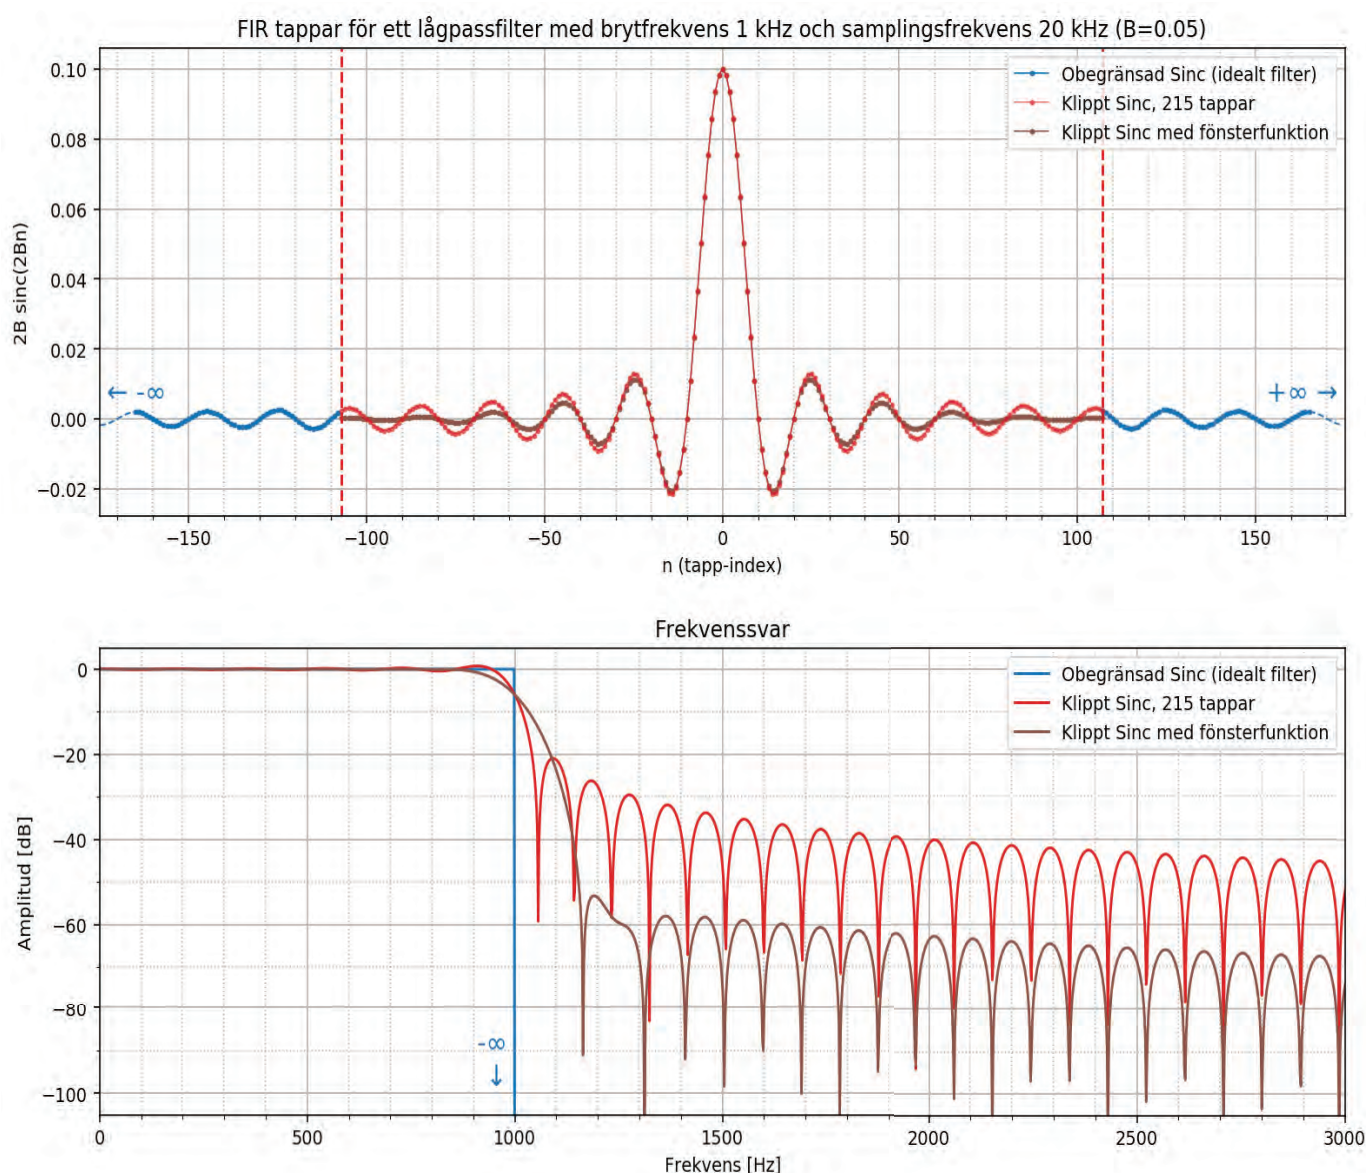 FIR tappar för ett lågpassfilter med brytfrekvens 1 kHz och samplingsfrekvens 20 kHz (B=0.05)
Obegränsad Sinc (idealt filter)
Klippt Sinc, 215 tappar
Klippt Sinc med fönsterfunktion
2B sinc(2Bn)
0.10
0.08
0.06
0.04
0.02
0.00
−0.02
← -∞
+∞ →
−150 −100 −50 0 50 100 150
n (tapp-index)
Frekvenssvar
Obegränsad Sinc (idealt filter)
Klippt Sinc, 215 tappar
Klippt Sinc med fönsterfunktion
Amplitud [dB]
0
−20
−40
−60
−80
−100
-∞
↓
0 500 1000 1500 2000 2500 3000
Frekvens [Hz]